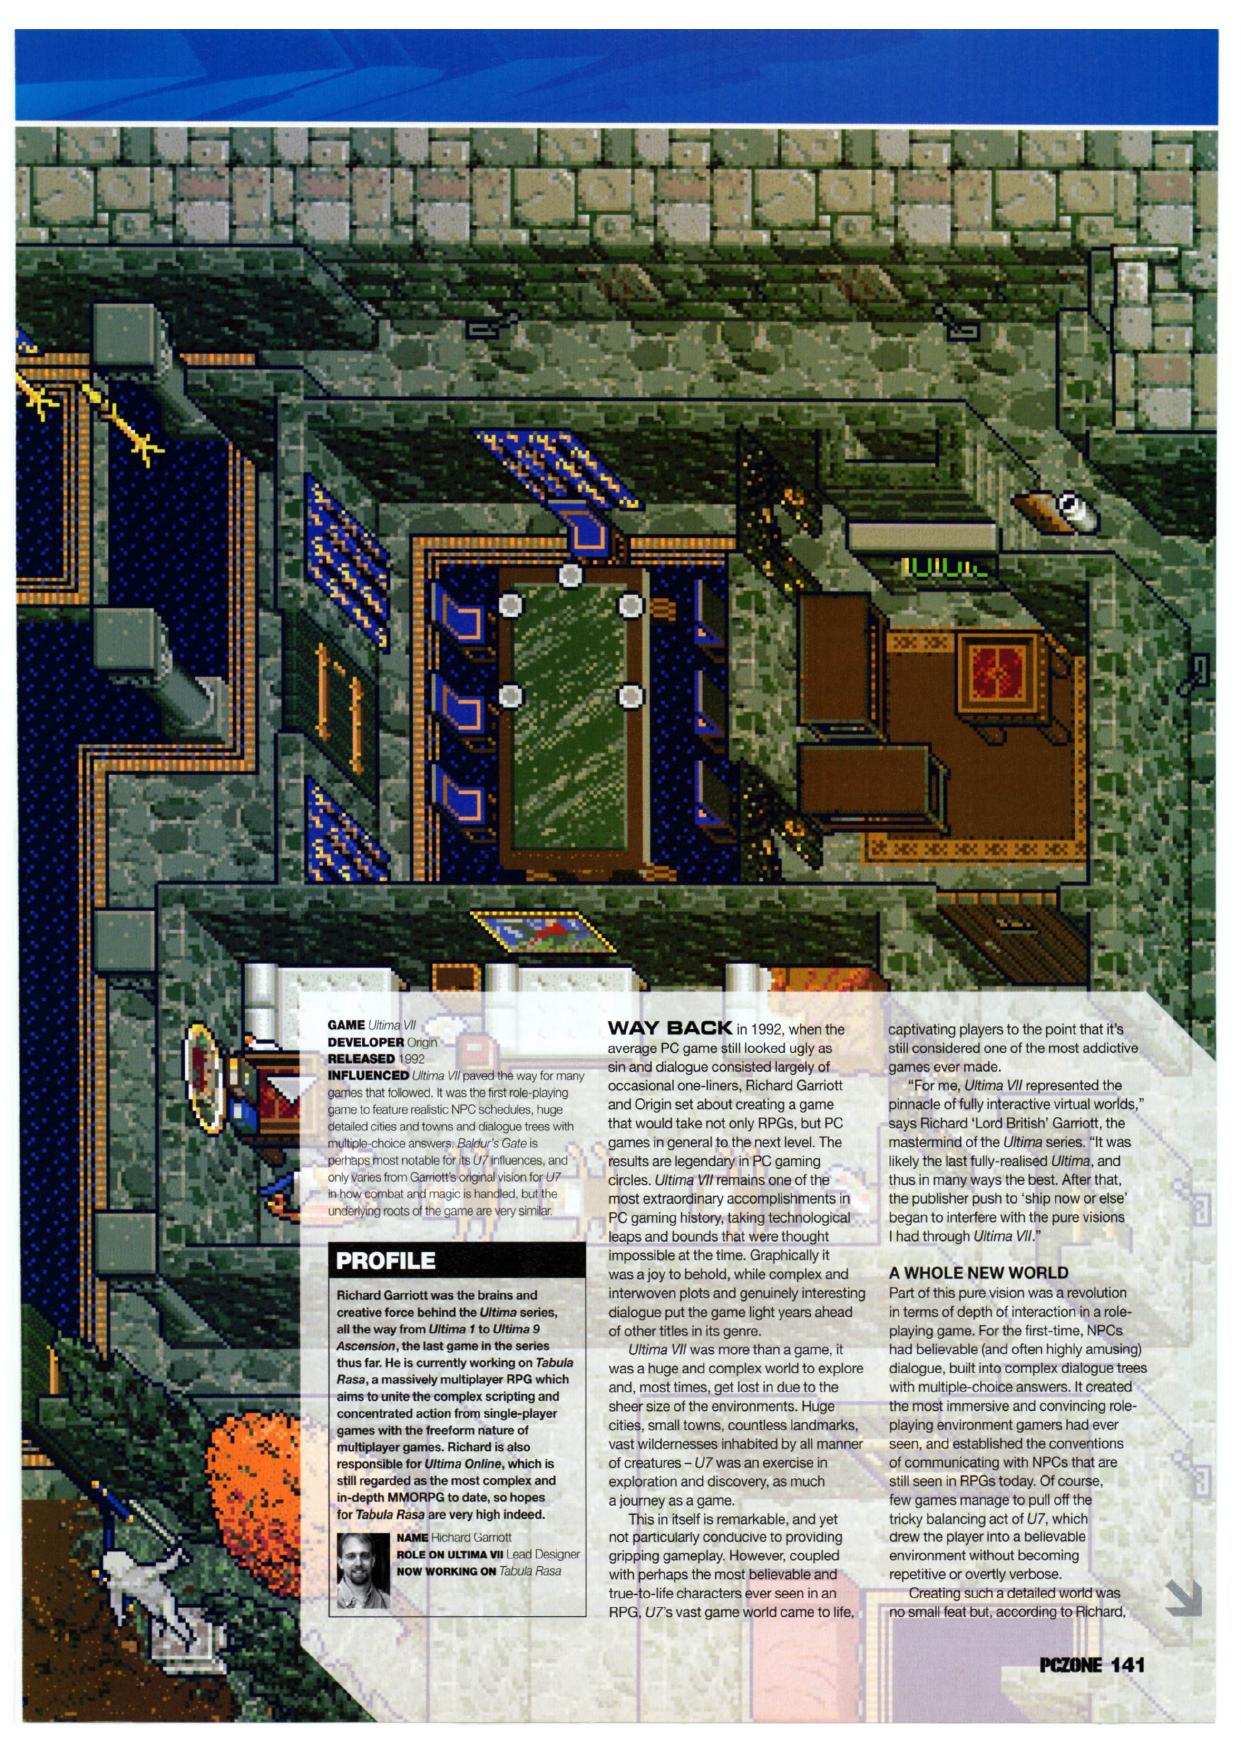 GAME Ultima VII
DEVELOPER Origin
RELEASED 1992
INFLUENCED Ultima VII paved the way for many
games that followed. It was the first role-playing
game to feature realistic NPC schedules, huge
detailed cities and towns and dialogue trees with
multiple-choice answers. Baldur's Gate is
perhaps most notable for its U7 influences, and
only varies from Garriott's original vision for U7
in how combat and magic is handled, but the
underlying roots of the game are very similar.
PROFILE
Richard Garriott was the brains and
creative force behind the Ultima series,
all the way from Ultima 1 to Ultima 9
Ascension, the last game in the series
thus far. He is currently working on Tabula
Rasa, a massively multiplayer RPG which
aims to unite the complex scripting and
concentrated action from single-player
games with the freeform nature of
multiplayer games. Richard is also
responsible for Ultima Online, which is
still regarded as the most complex and
in-depth MMORPG to date, so hopes
for Tabula Rasa are very high indeed.
NAME Richard Garriott
ROLE ON ULTIMA VII Lead Designer
NOW WORKING ON Tabula Rasa
WAY BACK in 1992, when the
average PC game still looked ugly as
sin and dialogue consisted largely of
occasional one-liners, Richard Garriott
and Origin set about creating a game
that would take not only RPGs, but PC
games in general to the next level. The
results are legendary in PC gaming
circles. Ultima VII remains one of the
most extraordinary accomplishments in
PC gaming history, taking technological
leaps and bounds that were thought
impossible at the time. Graphically it
was a joy to behold, while complex and
interwoven plots and genuinely interesting
dialogue put the game light years ahead
of other titles in its genre.
Ultima VII was more than a game, it
was a huge and complex world to explore
and, most times, get lost in due to the
sheer size of the environments. Huge
cities, small towns, countless landmarks,
vast wildernesses inhabited by all manner
of creatures – U7 was an exercise in
exploration and discovery, as much
a journey as a game.
This in itself is remarkable, and yet
not particularly conducive to providing
gripping gameplay. However, coupled
with perhaps the most believable and
true-to-life characters ever seen in an
RPG, U7's vast game world came to life,
captivating players to the point that it's
still considered one of the most addictive
games ever made.
"For me, Ultima VII represented the
pinnacle of fully interactive virtual worlds,"
says Richard 'Lord British' Garriott, the
mastermind of the Ultima series. "It was
likely the last fully-realised Ultima, and
thus in many ways the best. After that,
the publisher push to 'ship now or else'
began to interfere with the pure visions
I had through Ultima VII."
A WHOLE NEW WORLD
Part of this pure vision was a revolution
in terms of depth of interaction in a role-
playing game. For the first-time, NPCs
had believable (and often highly amusing)
dialogue, built into complex dialogue trees
with multiple-choice answers. It created
the most immersive and convincing role-
playing environment gamers had ever
seen, and established the conventions
of communicating with NPCs that are
still seen in RPGs today. Of course,
few games manage to pull off the
tricky balancing act of U7, which
drew the player into a believable
environment without becoming
repetitive or overtly verbose.
Creating such a detailed world was
no small feat but, according to Richard,
PCZONE 141